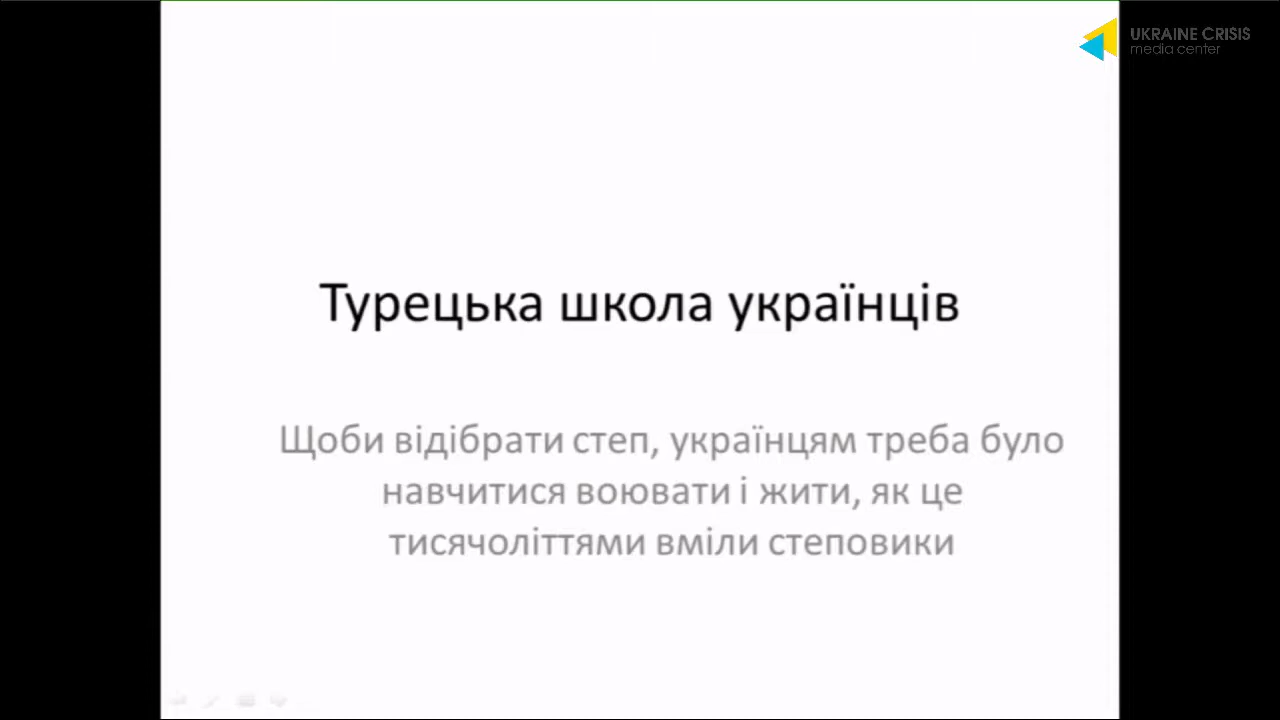 UKRAINE CRISIS
media center
Турецька школа українців
Щоби відібрати степ, українцям треба було
навчитися воювати і жити, як це
тисячоліттями вміли степовики